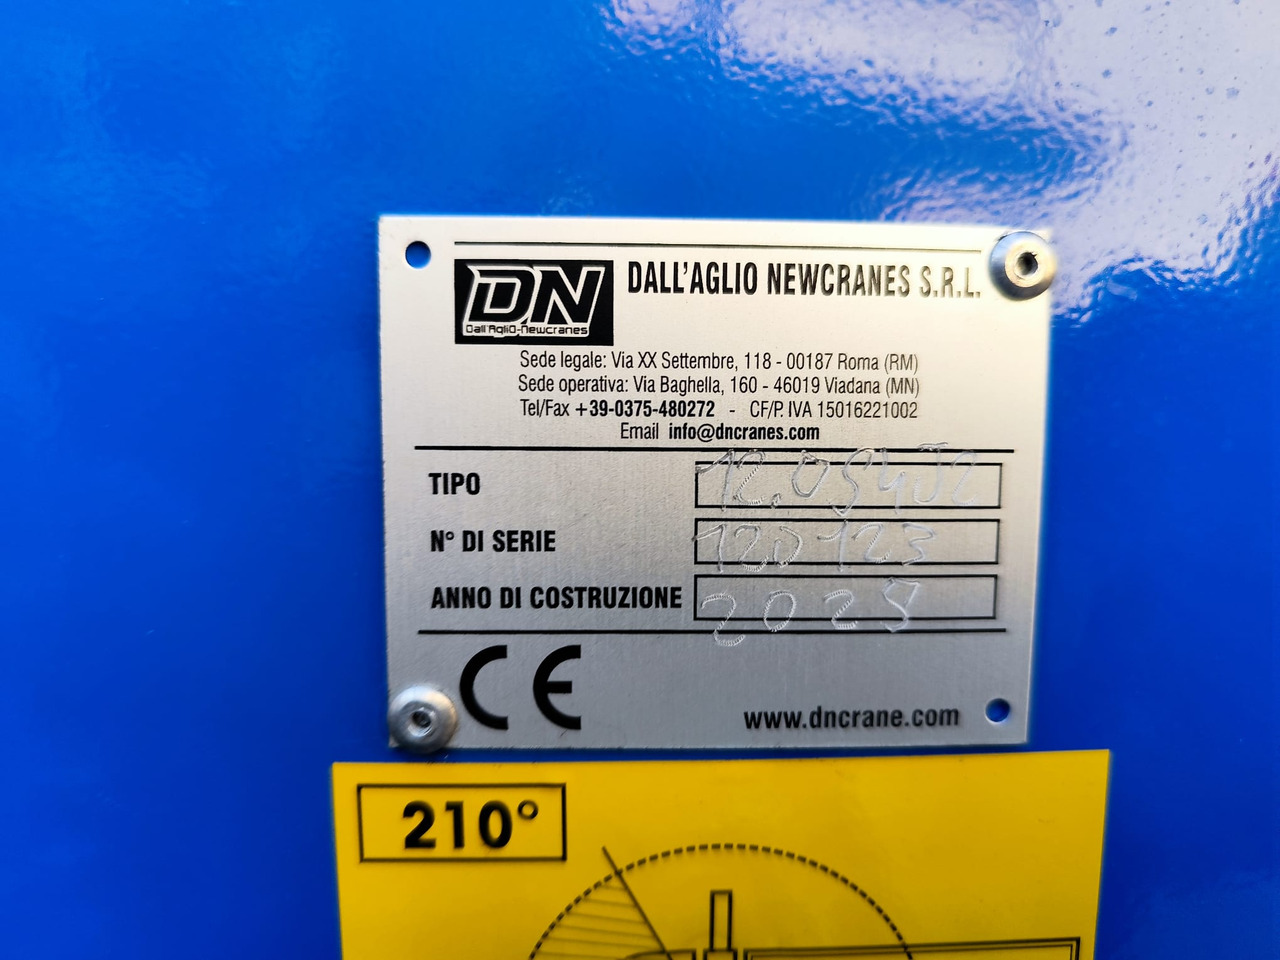 DN
Dall'Aglio-Newcranes
DALL'AGLIO NEWCRANES S.R.L.
Sede legale: Via XX Settembre, 118 - 00187 Roma (RM)
Sede operativa: Via Baghella, 160 - 46019 Viadana (MN)
Tel/Fax +39-0375-480272 - CF/P. IVA 15016221002
Email info@dncranes.com
TIPO
N° DI SERIE 120123
ANNO DI COSTRUZIONE 2025
CE
www.dncrane.com
210°